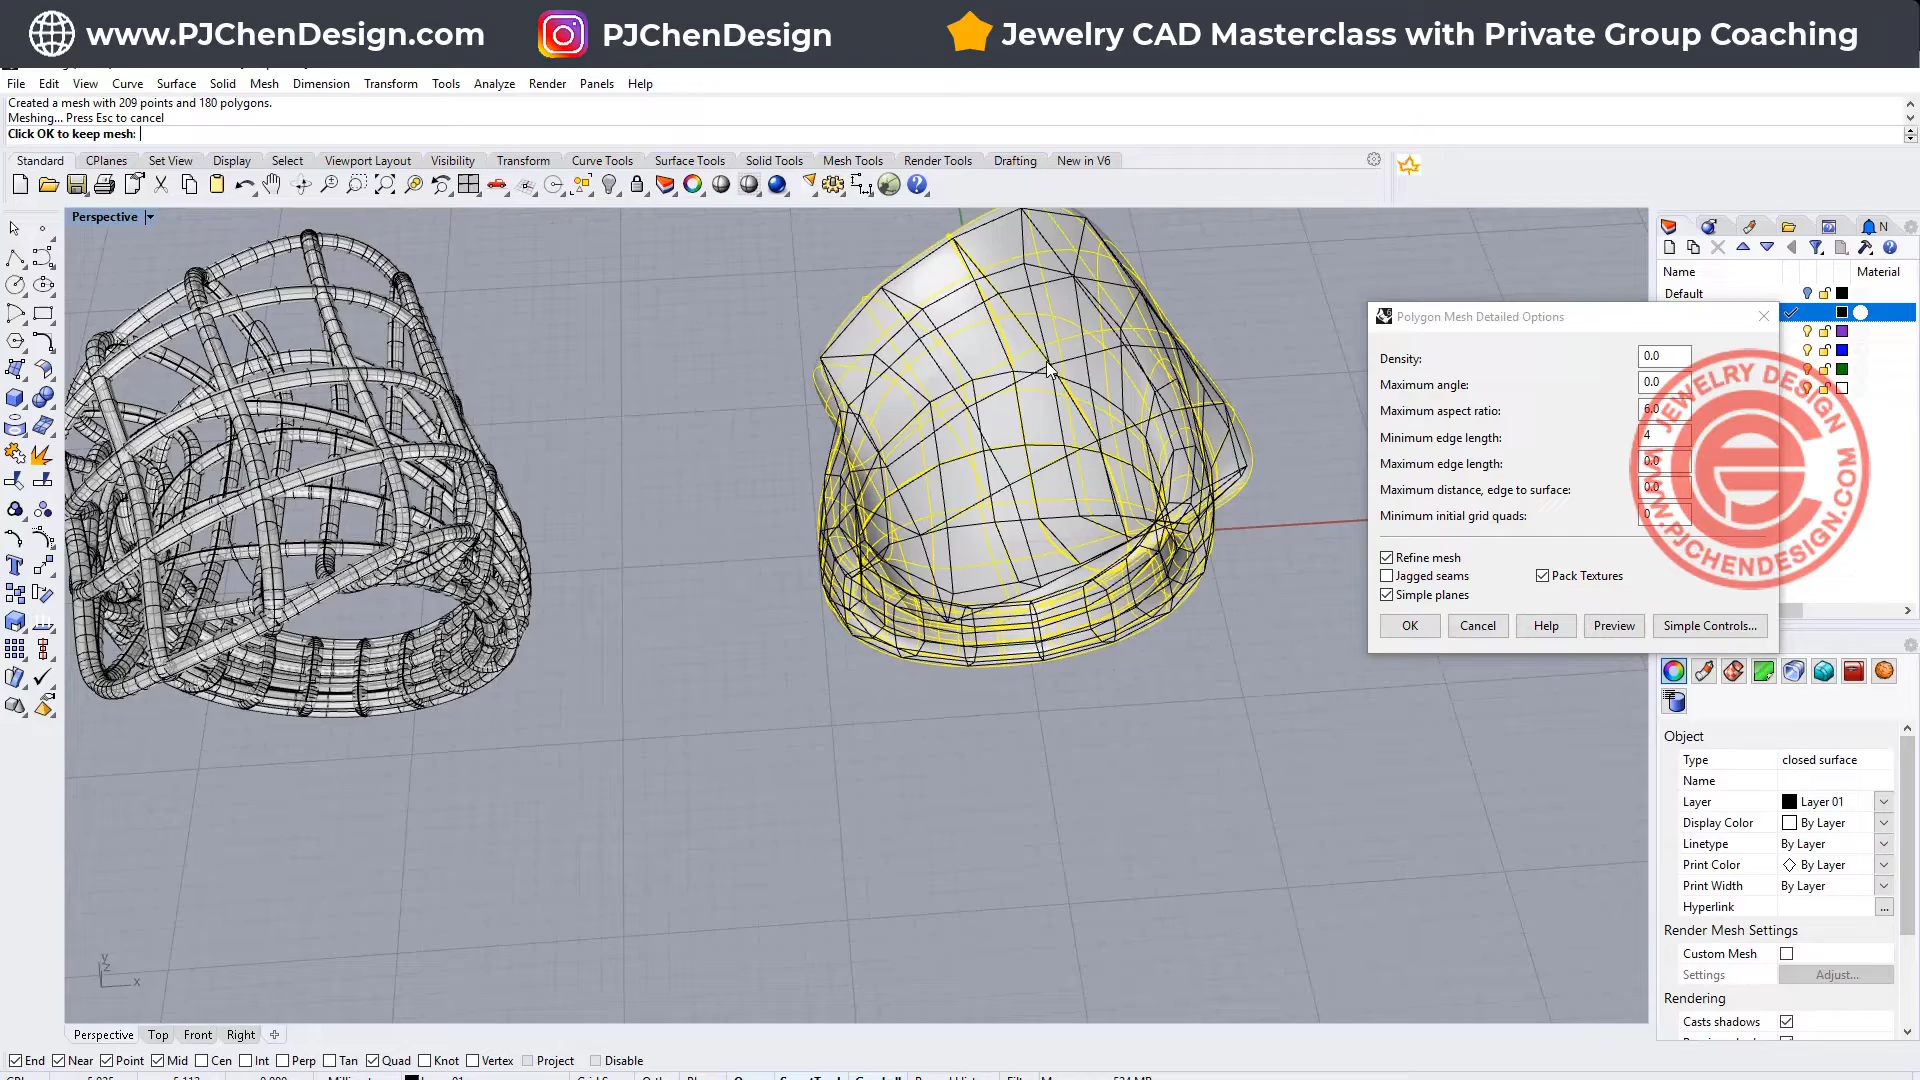 www.PJChenDesign.com PJChenDesign Jewelry CAD Masterclass with Private Group Coaching
File Edit View Curve Surface Solid Mesh Dimension Transform Tools Analyze Render Panels Help
Created a mesh with 209 points and 180 polygons.
Meshing... Press Esc to cancel
Click OK to keep mesh:
Standard CPlanes Set View Display Select Viewport Layout Visibility Transform Curve Tools Surface Tools Solid Tools Mesh Tools Render Tools Drafting New in V6
Perspective
N
Name Material
Default
Polygon Mesh Detailed Options
Density: 0.0
Maximum angle: 0.0
Maximum aspect ratio: 6.0
Minimum edge length: 4
Maximum edge length: 0.0
Maximum distance, edge to surface: 0.0
Minimum initial grid quads: 0
Refine mesh
Jagged seams Pack Textures
Simple planes
OK Cancel Help Preview Simple Controls...
JEWELRY DESIGN
WWW.PJCHENDESIGN.COM
Object
Type closed surface
Name
Layer Layer 01
Display Color By Layer
Linetype By Layer
Print Color By Layer
Print Width By Layer
Hyperlink ...
Render Mesh Settings
Custom Mesh
Settings Adjust...
Rendering
Casts shadows
y
z
x
Perspective Top Front Right
End Near Point Mid Cen Int Perp Tan Quad Knot Vertex Project Disable